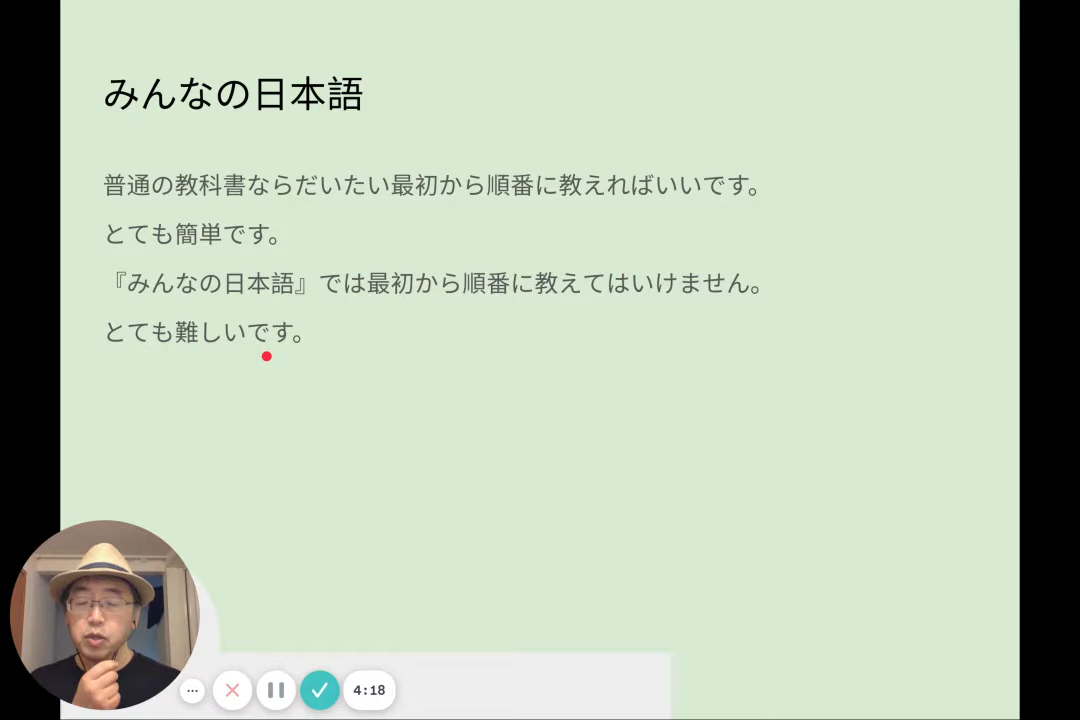 みんなの日本語
普通の教科書ならだいたい最初から順番に教えればいいです。
とても簡単です。
『みんなの日本語』では最初から順番に教えてはいけません。
とても難しいです。
4:18